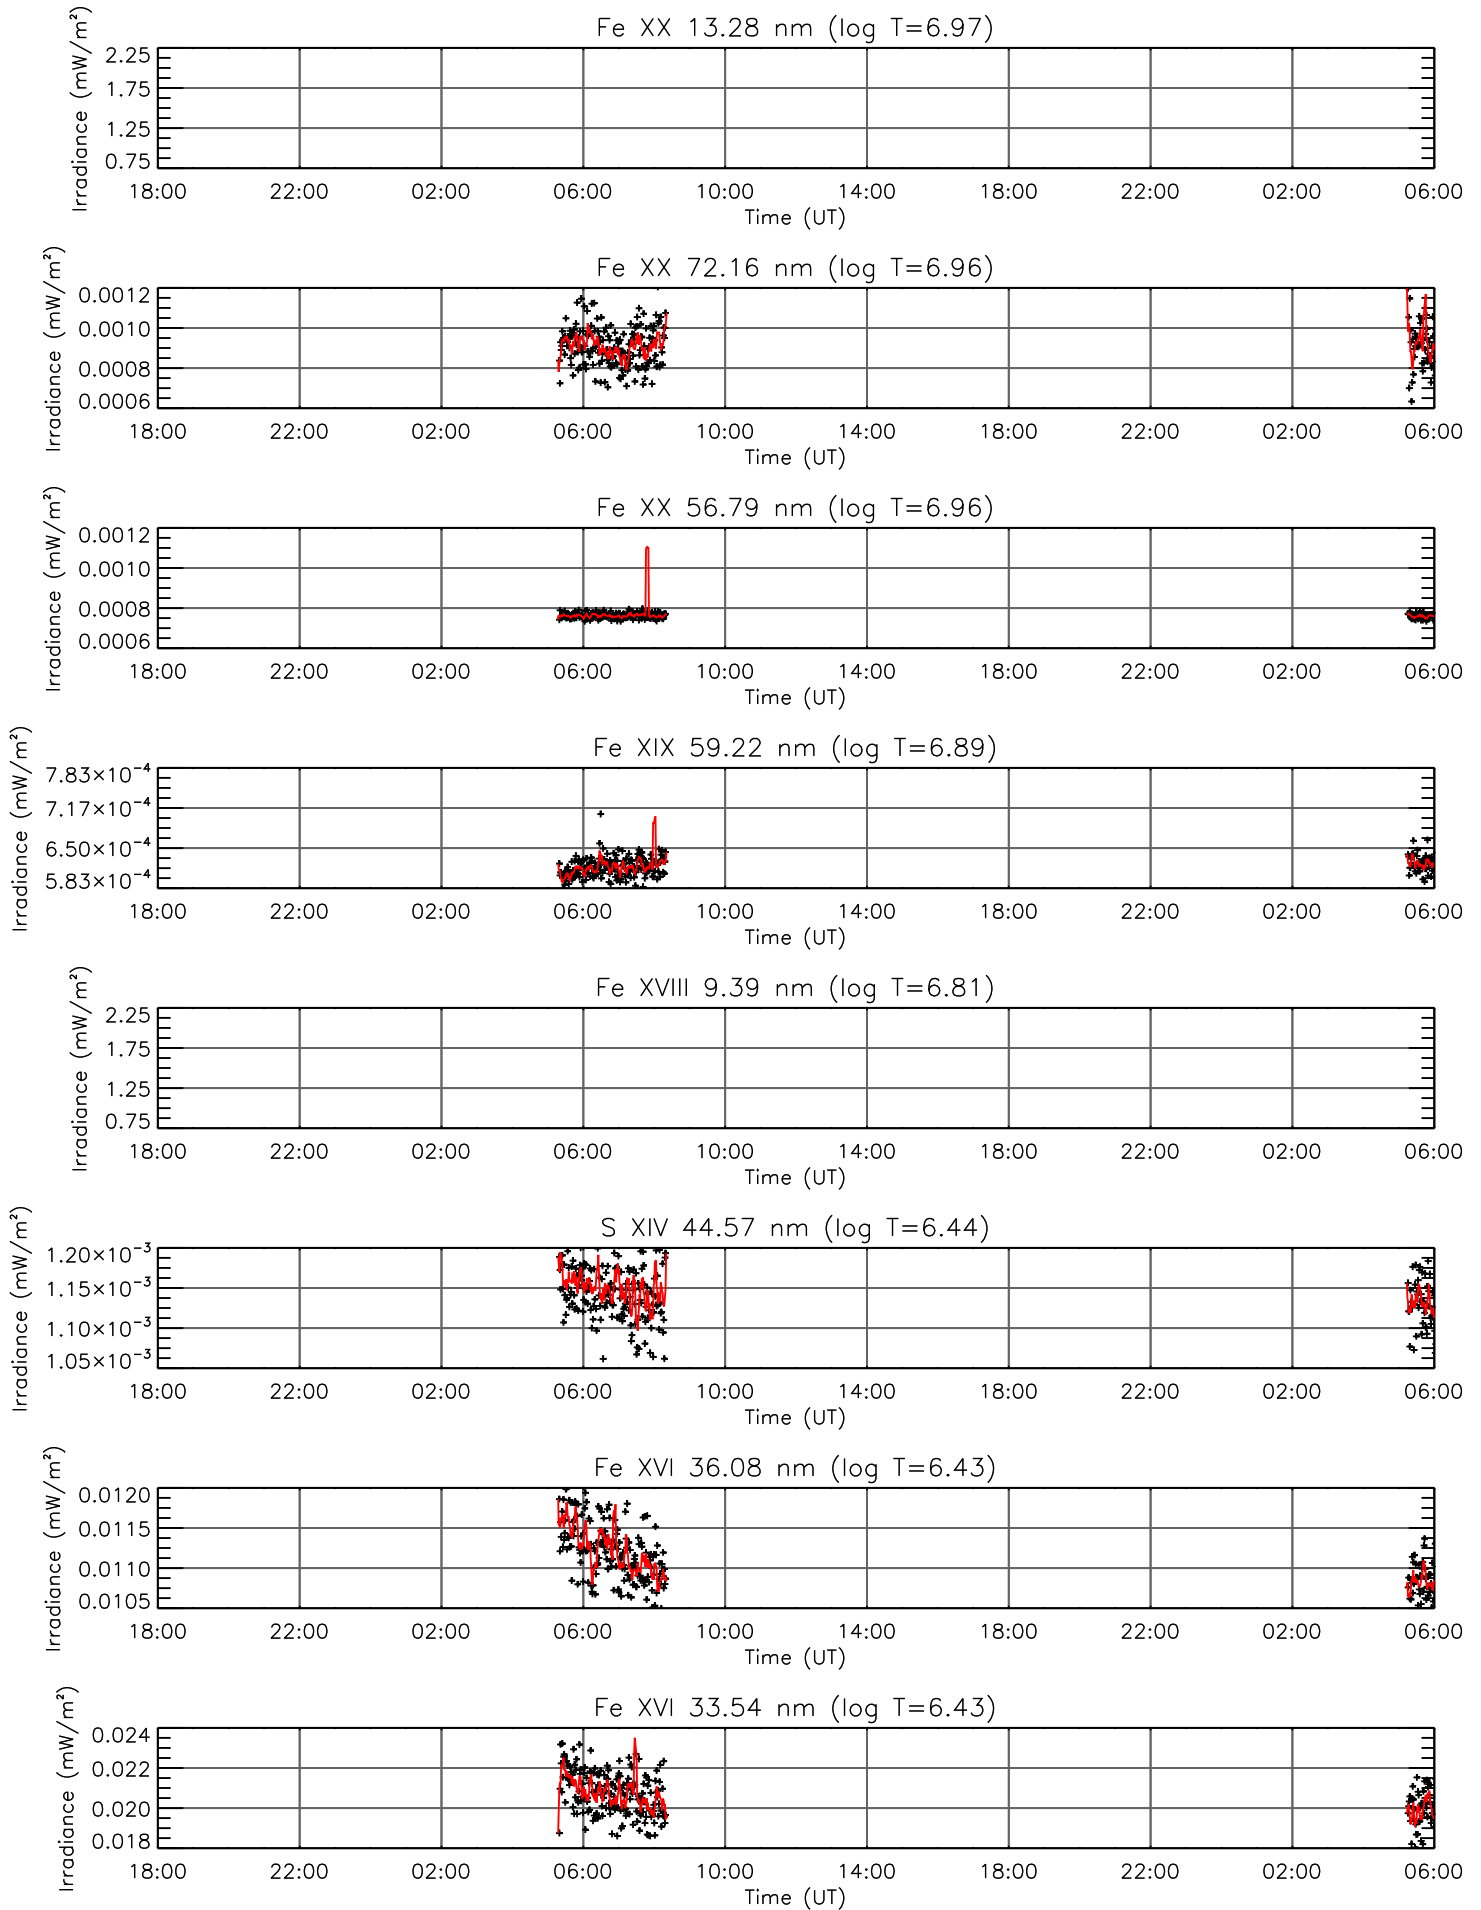 Fe XX 13.28 nm (log T=6.97)
Irradiance (mW/m²)
2.25
1.75
1.25
0.75
18:00 22:00 02:00 06:00 10:00 14:00 18:00 22:00 02:00 06:00
Time (UT)
Fe XX 72.16 nm (log T=6.96)
Irradiance (mW/m²)
0.0012
0.0010
0.0008
0.0006
18:00 22:00 02:00 06:00 10:00 14:00 18:00 22:00 02:00 06:00
Time (UT)
Fe XX 56.79 nm (log T=6.96)
Irradiance (mW/m²)
0.0012
0.0010
0.0008
0.0006
18:00 22:00 02:00 06:00 10:00 14:00 18:00 22:00 02:00 06:00
Time (UT)
Fe XIX 59.22 nm (log T=6.89)
Irradiance (mW/m²)
7.83×10⁻⁴
7.17×10⁻⁴
6.50×10⁻⁴
5.83×10⁻⁴
18:00 22:00 02:00 06:00 10:00 14:00 18:00 22:00 02:00 06:00
Time (UT)
Fe XVIII 9.39 nm (log T=6.81)
Irradiance (mW/m²)
2.25
1.75
1.25
0.75
18:00 22:00 02:00 06:00 10:00 14:00 18:00 22:00 02:00 06:00
Time (UT)
S XIV 44.57 nm (log T=6.44)
Irradiance (mW/m²)
1.20×10⁻³
1.15×10⁻³
1.10×10⁻³
1.05×10⁻³
18:00 22:00 02:00 06:00 10:00 14:00 18:00 22:00 02:00 06:00
Time (UT)
Fe XVI 36.08 nm (log T=6.43)
Irradiance (mW/m²)
0.0120
0.0115
0.0110
0.0105
18:00 22:00 02:00 06:00 10:00 14:00 18:00 22:00 02:00 06:00
Time (UT)
Fe XVI 33.54 nm (log T=6.43)
Irradiance (mW/m²)
0.024
0.022
0.020
0.018
18:00 22:00 02:00 06:00 10:00 14:00 18:00 22:00 02:00 06:00
Time (UT)